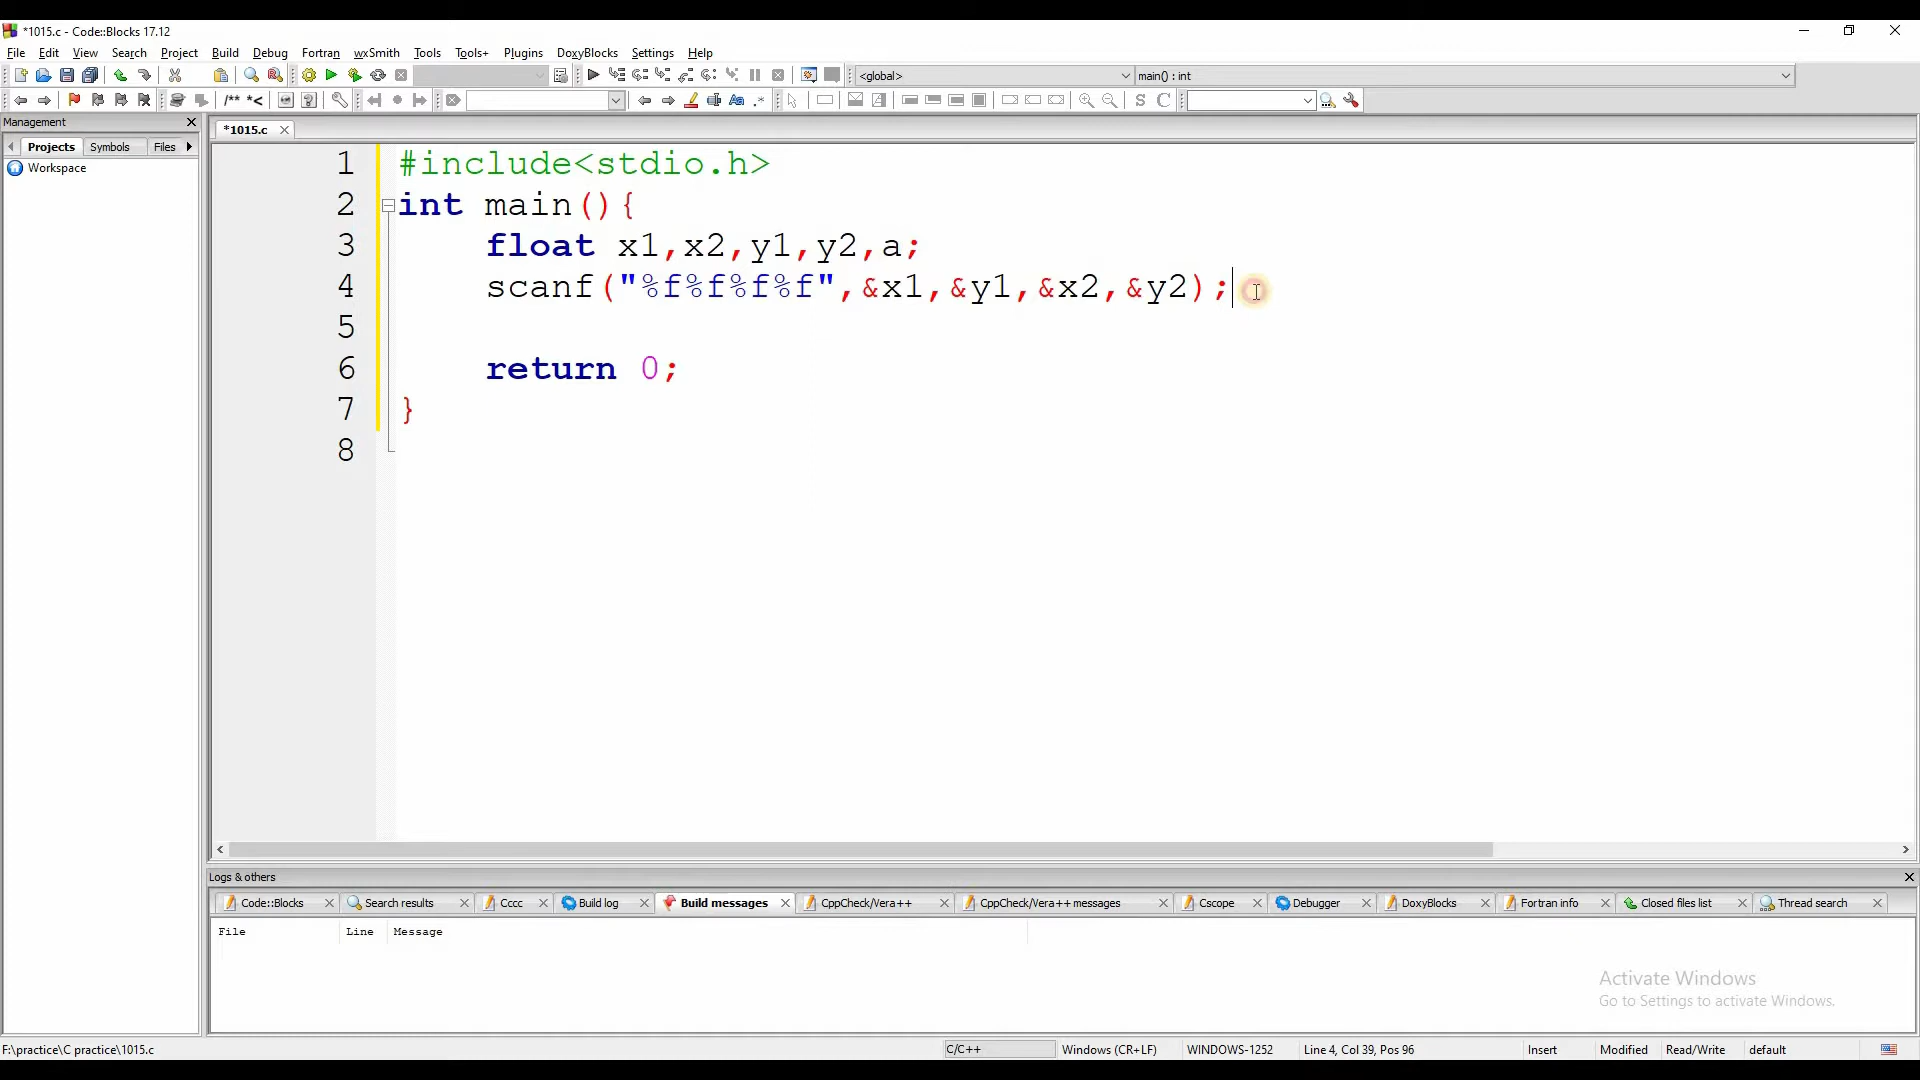 *1015.c - Code::Blocks 17.12
File Edit View Search Project Build Debug Fortran wxSmith Tools Tools+ Plugins DoxyBlocks Settings Help
<global> main() : int
/** *< Aa .* S C
Management
Projects Symbols Files
Workspace
*1015.c
1 #include<stdio.h>
2 int main(){
3 float x1,x2,y1,y2,a;
4 scanf("%f%f%f%f",&x1,&y1,&x2,&y2);
5
6 return 0;
7 }
8
Logs & others
Code::Blocks Search results Cccc Build log Build messages CppCheck/Vera++ CppCheck/Vera++ messages Cscope Debugger DoxyBlocks Fortran info Closed files list Thread search
File Line Message
Activate Windows
Go to Settings to activate Windows.
F:\practice\C practice\1015.c C/C++ Windows (CR+LF) WINDOWS-1252 Line 4, Col 39, Pos 96 Insert Modified Read/Write default